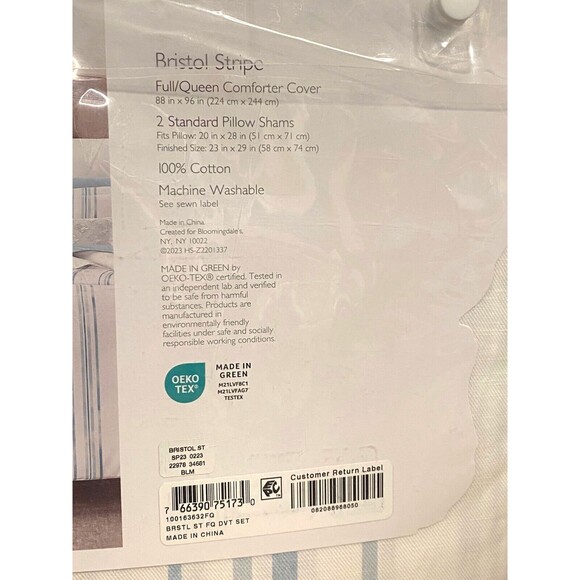 Bristol Stripe
Full/Queen Comforter Cover
88 in x 96 in (224 cm x 244 cm)
2 Standard Pillow Shams
Fits Pillow: 20 in x 28 in (51 cm x 71 cm)
Finished Size: 23 in x 29 in (58 cm x 74 cm)
100% Cotton
Machine Washable
See sewn label
Made in China
Created for Bloomingdale's
NY, NY 10022
©2023 HS-Z2201337
MADE IN GREEN by
OEKO-TEX® certified. Tested in
an independent lab and verified
to be safe from harmful
substances. Products are
manufactured in
environmentally friendly
facilities under safe and socially
responsible working conditions.
OEKO
TEX®
MADE IN
GREEN
M21LVF8C1
M21LVFAG7
TESTEX
BRISTOL ST
SP23 0223
22978 34681
BLM
Customer Return Label
082088968050
7 66390 75173 0
100163632FQ
BRSTL ST FQ DVT SET
MADE IN CHINA